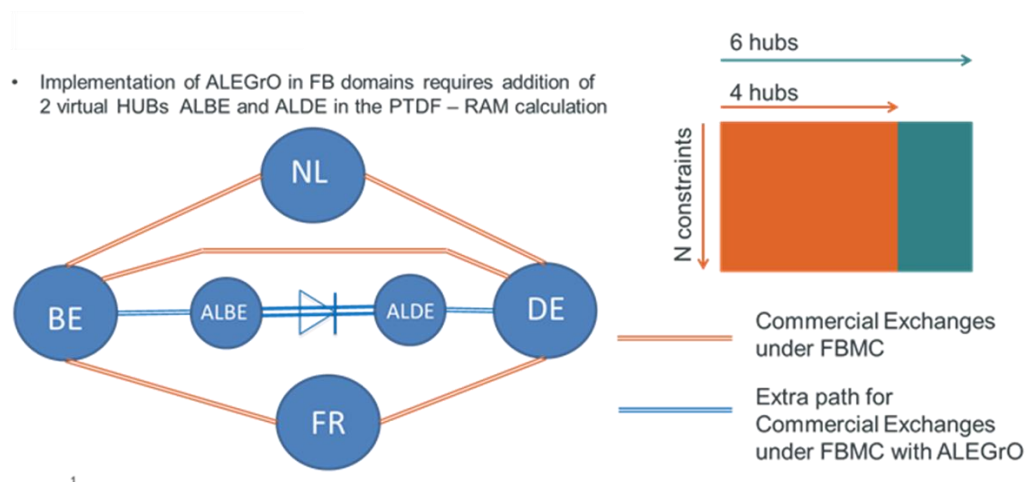 • Implementation of ALEGrO in FB domains requires addition of
2 virtual HUBs ALBE and ALDE in the PTDF – RAM calculation
6 hubs
4 hubs
N constraints
NL
BE
ALBE
ALDE
DE
FR
Commercial Exchanges
under FBMC
Extra path for
Commercial Exchanges
under FBMC with ALEGrO
1